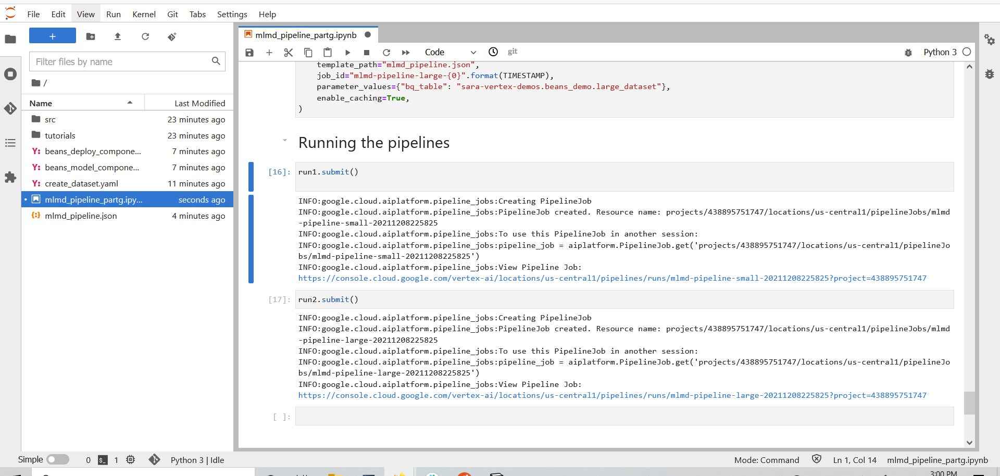 File Edit View Run Kernel Git Tabs Settings Help
Filter files by name
/
Name Last Modified
src 23 minutes ago
tutorials 23 minutes ago
Y: beans_deploy_compone... 7 minutes ago
Y: beans_model_compone... 7 minutes ago
Y: create_dataset.yaml 11 minutes ago
mlmd_pipeline_partg.ipy... seconds ago
mlmd_pipeline.json 4 minutes ago
mlmd_pipeline_partg.ipynb
Code git Python 3
template_path="mlmd_pipeline.json",
job_id="mlmd-pipeline-large-{0}".format(TIMESTAMP),
parameter_values={"bq_table": "sara-vertex-demos.beans_demo.large_dataset"},
enable_caching=True,
)
Running the pipelines
[16]: run1.submit()
INFO:google.cloud.aiplatform.pipeline_jobs:Creating PipelineJob
INFO:google.cloud.aiplatform.pipeline_jobs:PipelineJob created. Resource name: projects/438895751747/locations/us-central1/pipelineJobs/mlmd
-pipeline-small-20211208225825
INFO:google.cloud.aiplatform.pipeline_jobs:To use this PipelineJob in another session:
INFO:google.cloud.aiplatform.pipeline_jobs:pipeline_job = aiplatform.PipelineJob.get('projects/438895751747/locations/us-central1/pipelineJo
bs/mlmd-pipeline-small-20211208225825')
INFO:google.cloud.aiplatform.pipeline_jobs:View Pipeline Job:
https://console.cloud.google.com/vertex-ai/locations/us-central1/pipelines/runs/mlmd-pipeline-small-20211208225825?project=438895751747
[17]: run2.submit()
INFO:google.cloud.aiplatform.pipeline_jobs:Creating PipelineJob
INFO:google.cloud.aiplatform.pipeline_jobs:PipelineJob created. Resource name: projects/438895751747/locations/us-central1/pipelineJobs/mlmd
-pipeline-large-20211208225825
INFO:google.cloud.aiplatform.pipeline_jobs:To use this PipelineJob in another session:
INFO:google.cloud.aiplatform.pipeline_jobs:pipeline_job = aiplatform.PipelineJob.get('projects/438895751747/locations/us-central1/pipelineJo
bs/mlmd-pipeline-large-20211208225825')
INFO:google.cloud.aiplatform.pipeline_jobs:View Pipeline Job:
https://console.cloud.google.com/vertex-ai/locations/us-central1/pipelines/runs/mlmd-pipeline-large-20211208225825?project=438895751747
[ ]:
Simple 0 1 Python 3 | Idle Mode: Command Ln 1, Col 14 mlmd_pipeline_partg.ipynb
3:00 PM